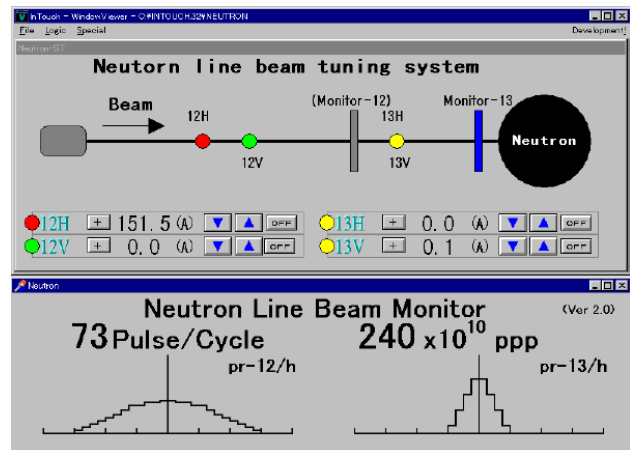 InTouch - WindowViewer - C:¥INTOUCH.32¥NEUTRON
File Logic Special Development!
Neutron-ST
Neutorn line beam tuning system
Beam
(Monitor-12)
Monitor-13
12H
13H
Neutron
12V
13V
12H + 151.5 (A) OFF
13H + 0.0 (A) OFF
12V + 0.0 (A) OFF
13V + 0.1 (A) OFF
Neutron
Neutron Line Beam Monitor (Ver 2.0)
73 Pulse/Cycle
240 x10¹⁰ ppp
pr-12/h
pr-13/h